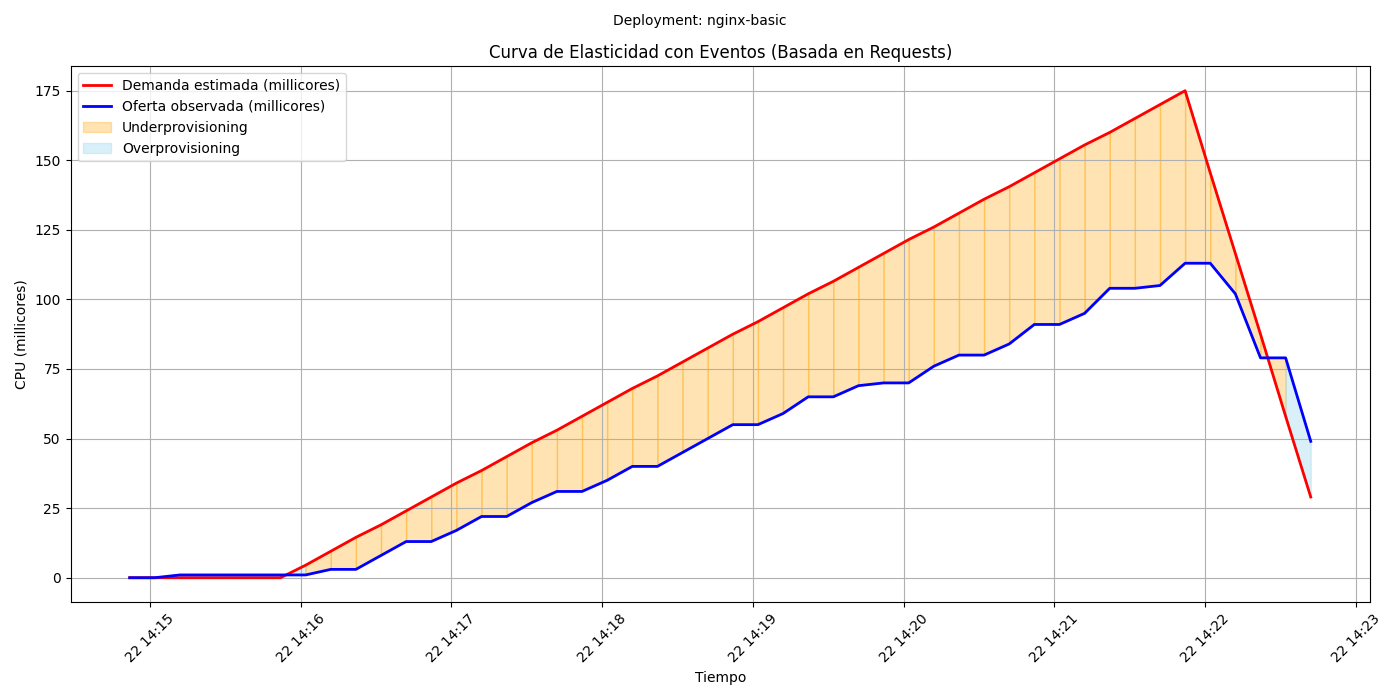 Deployment: nginx-basic
Curva de Elasticidad con Eventos (Basada en Requests)
Demanda estimada (millicores)
Oferta observada (millicores)
Underprovisioning
Overprovisioning
CPU (millicores)
175
150
125
100
75
50
25
0
22 14:15
22 14:16
22 14:17
22 14:18
22 14:19
22 14:20
22 14:21
22 14:22
22 14:23
Tiempo